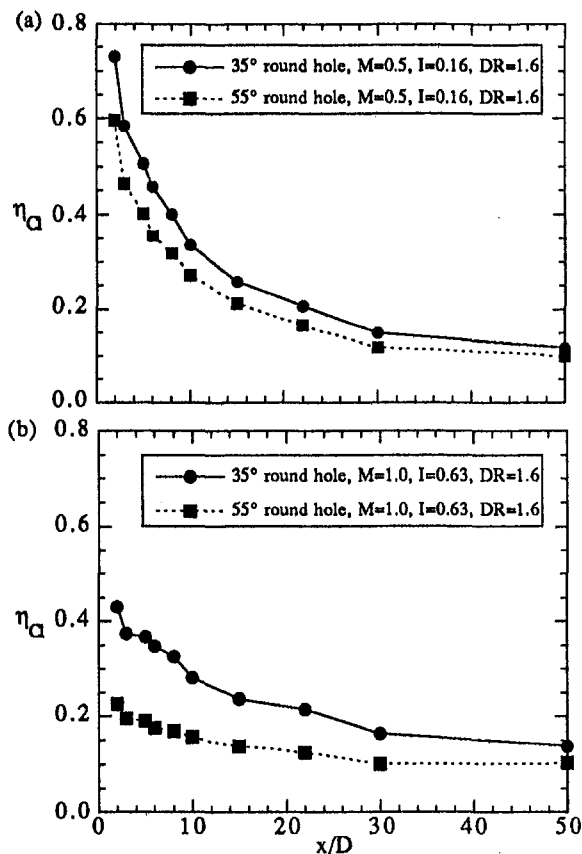 (a)
0.8
35° round hole, M=0.5, I=0.16, DR=1.6
55° round hole, M=0.5, I=0.16, DR=1.6
0.6
ηCl
0.4
0.2
0.0
(b)
0.8
35° round hole, M=1.0, I=0.63, DR=1.6
55° round hole, M=1.0, I=0.63, DR=1.6
0.6
ηCl
0.4
0.2
0.0
0 10 20 30 40 50
x/D